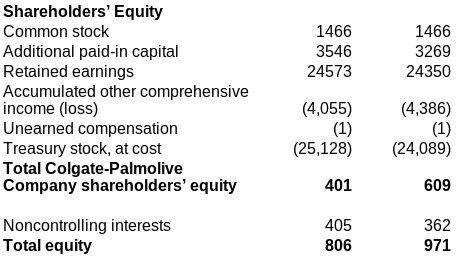 Shareholders’ Equity
Common stock 1466 1466
Additional paid-in capital 3546 3269
Retained earnings 24573 24350
Accumulated other comprehensive
income (loss) (4,055) (4,386)
Unearned compensation (1) (1)
Treasury stock, at cost (25,128) (24,089)
Total Colgate-Palmolive
Company shareholders’ equity 401 609
Noncontrolling interests 405 362
Total equity 806 971